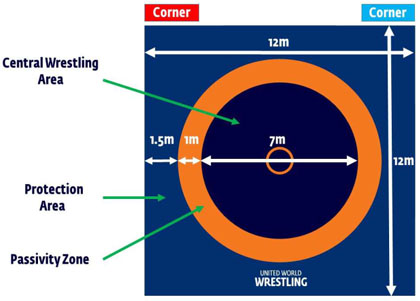 Corner
Corner
12m
Central Wrestling
Area
1.5m
1m
7m
12m
Protection
Area
Passivity Zone
UNITED WORLD
WRESTLING